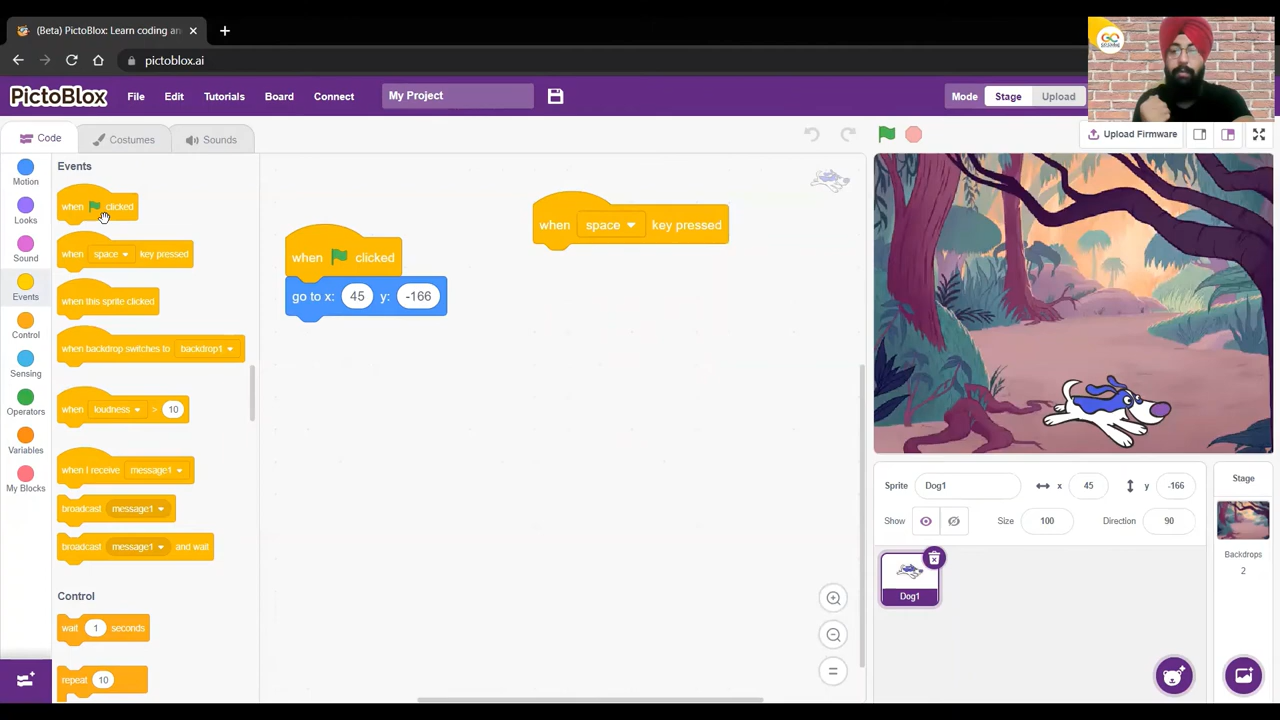 (Beta) PictoBlox: Learn coding an
pictoblox.ai
PictoBlox
File
Edit
Tutorials
Board
Connect
My Project
Mode
Stage
Upload
Code
Costumes
Sounds
Upload Firmware
Motion
Looks
Sound
Events
Control
Sensing
Operators
Variables
My Blocks
Events
when clicked
when space key pressed
when this sprite clicked
when backdrop switches to backdrop1
when loudness > 10
when I receive message1
broadcast message1
broadcast message1 and wait
Control
wait 1 seconds
repeat 10
when clicked
go to x: 45 y: -166
when space key pressed
Sprite Dog1 x 45 y -166
Show Size 100 Direction 90
Dog1
Stage
Backdrops
2